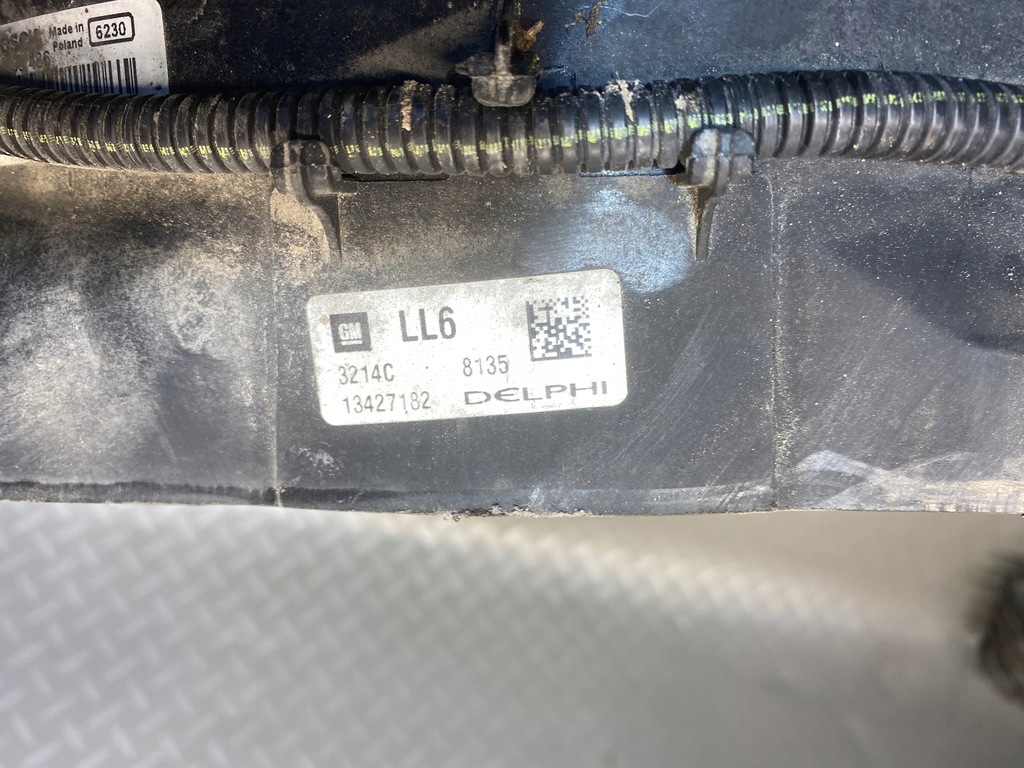 Made in
Poland
6230
GM
LL6
3214C 8135
13427182 DELPHI